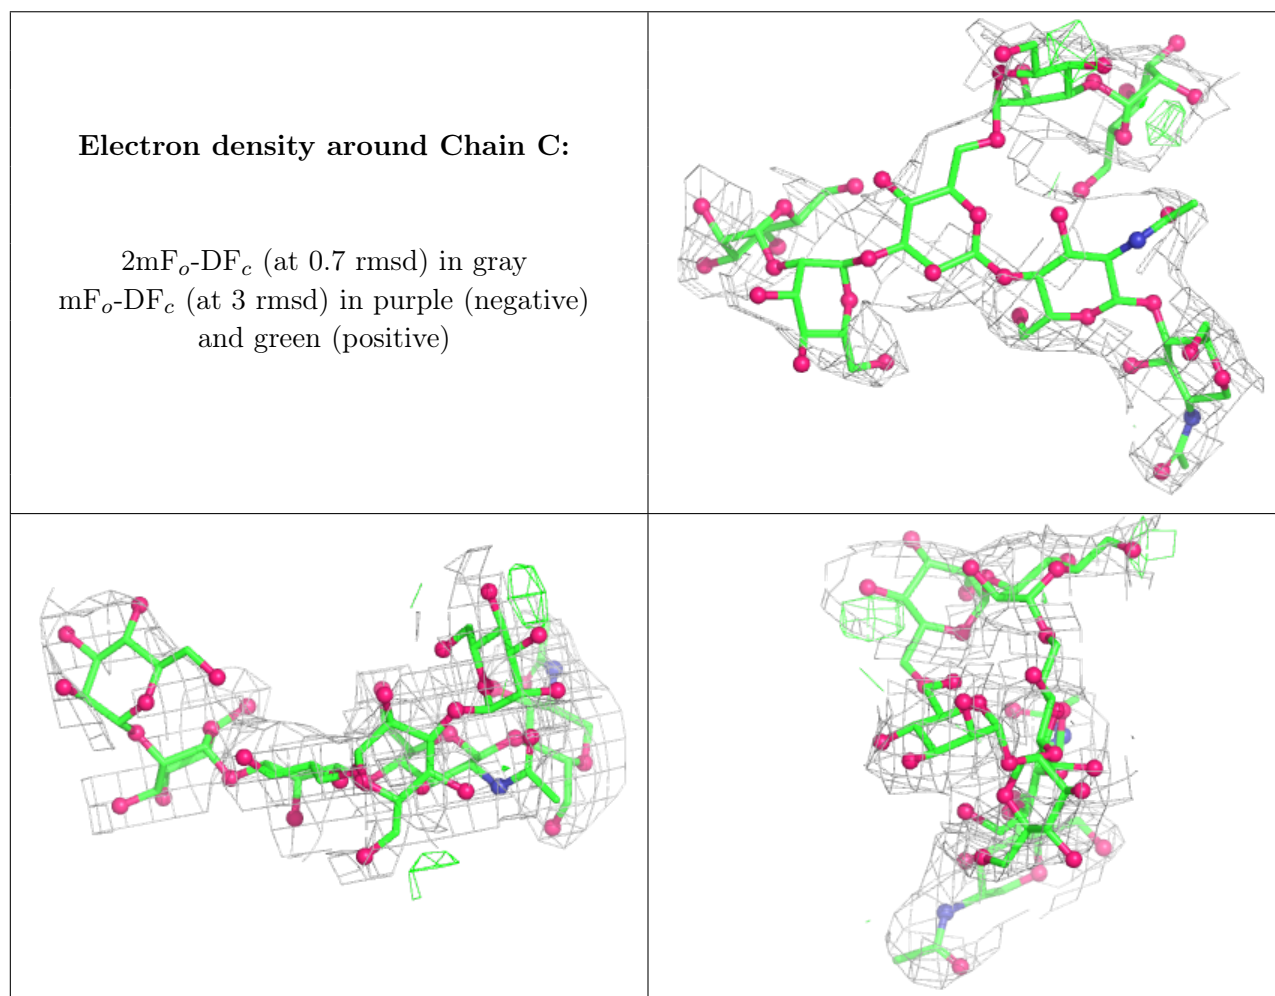 Electron density around Chain C:
2mFₒ-DF𝒸 (at 0.7 rmsd) in gray
mFₒ-DF𝒸 (at 3 rmsd) in purple (negative)
and green (positive)